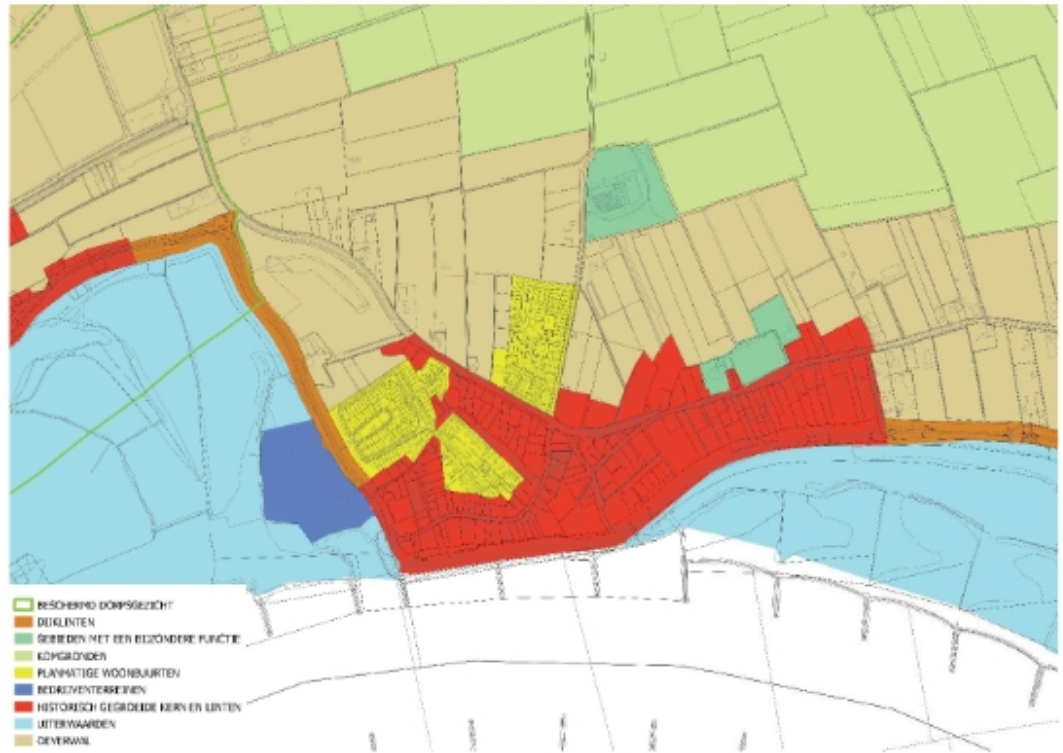 BESCHERMD DORPSGEZICHT
DIJKLINTEN
GEBIEDEN MET EEN BIJZONDERE FUNCTIE
KOMGRONDEN
PLANMATIGE WOONBUURTEN
BEDRIJVENTERREINEN
HISTORISCH GEGROEIDE KERN EN LINTEN
UITERWAARDEN
OEVERWAL